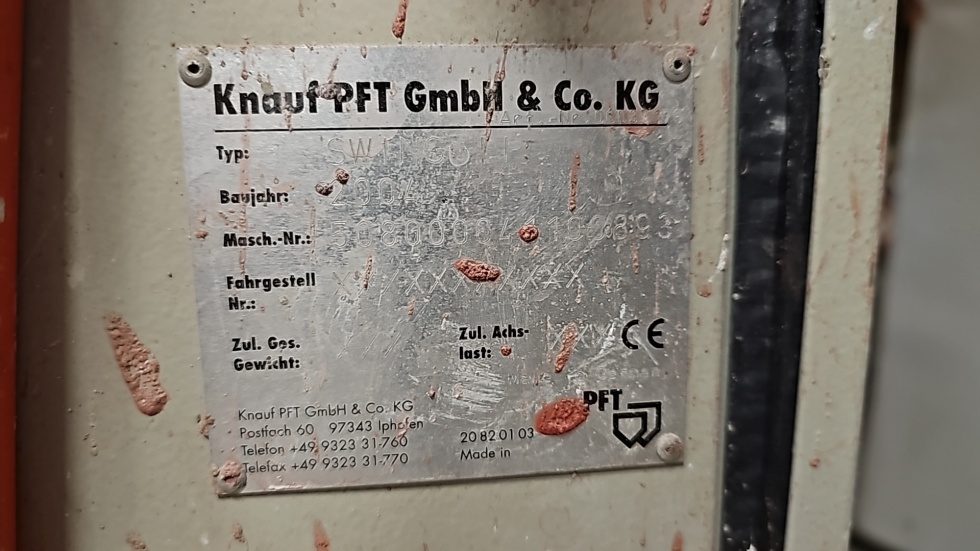 Knauf PFT GmbH & Co. KG
Typ:
Baujahr: 2004
Masch.-Nr.:
Fahrgestell
Nr.:
Zul. Ges.
Gewicht:
Zul. Achs-
last:
CE
Knauf PFT GmbH & Co. KG
Postfach 60 97343 Iphofen
Telefon +49 9323 31-760
Telefax +49 9323 31-770
20 82 01 03
Made in
PFT